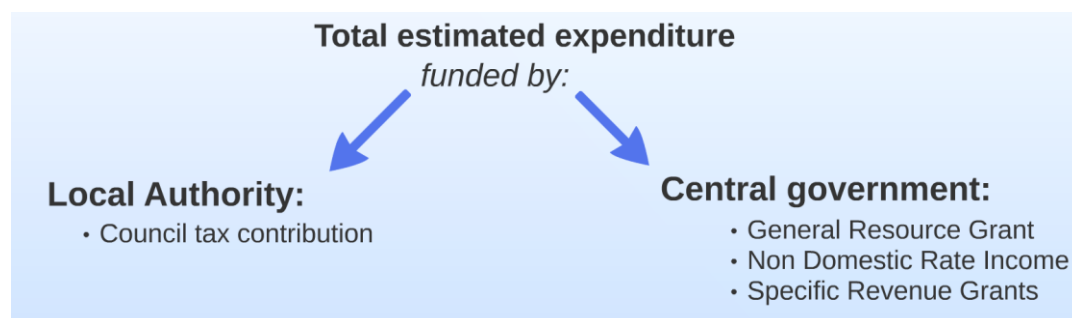 Total estimated expenditure
funded by:
Local Authority:
• Council tax contribution
Central government:
• General Resource Grant
• Non Domestic Rate Income
• Specific Revenue Grants